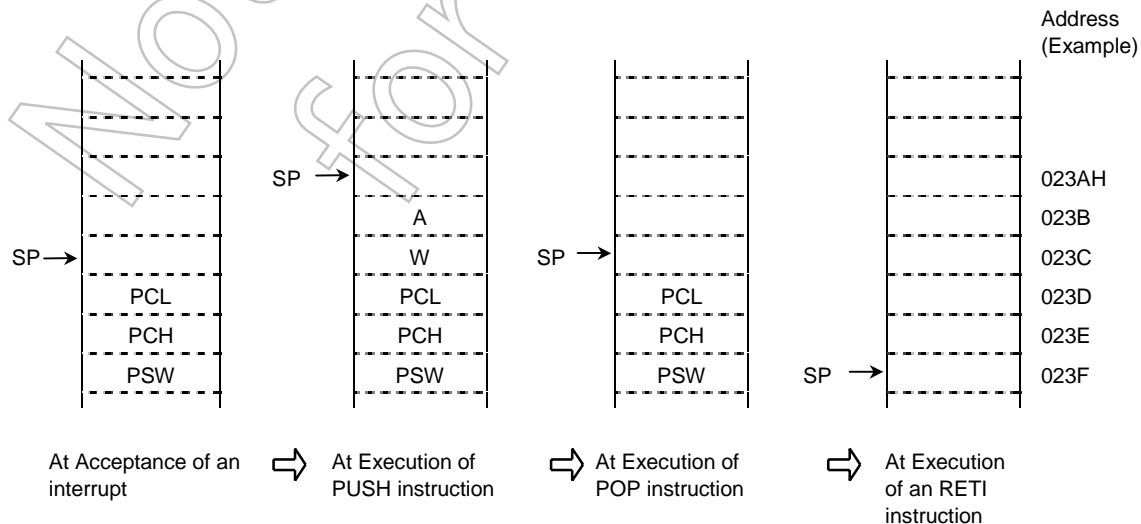 No
for
Address
(Example)
SP
SP
SP
SP
A
W
PCL
PCH
PSW
PCL
PCH
PSW
PCL
PCH
PSW
023AH
023B
023C
023D
023E
023F
At Acceptance of an
interrupt
At Execution of
PUSH instruction
At Execution of
POP instruction
At Execution
of an RETI
instruction